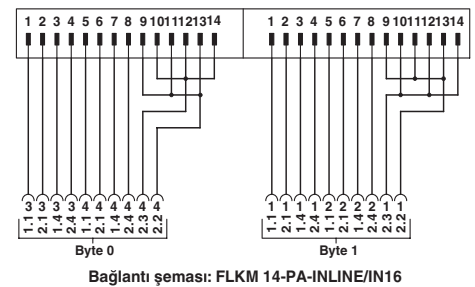 1 2 3 4 5 6 7 8 9 10 11 12 13 14
1 2 3 4 5 6 7 8 9 10 11 12 13 14
3 3 3 3 4 4 4 4 4 4
1.1 2.1 1.4 2.4 1.1 2.1 1.4 2.4 2.3 2.2
1 1 1 1 2 2 2 2 1 1
1.1 2.1 1.4 2.4 1.1 2.1 1.4 2.4 2.3 2.2
Byte 0
Byte 1
Bağlantı şeması: FLKM 14-PA-INLINE/IN16